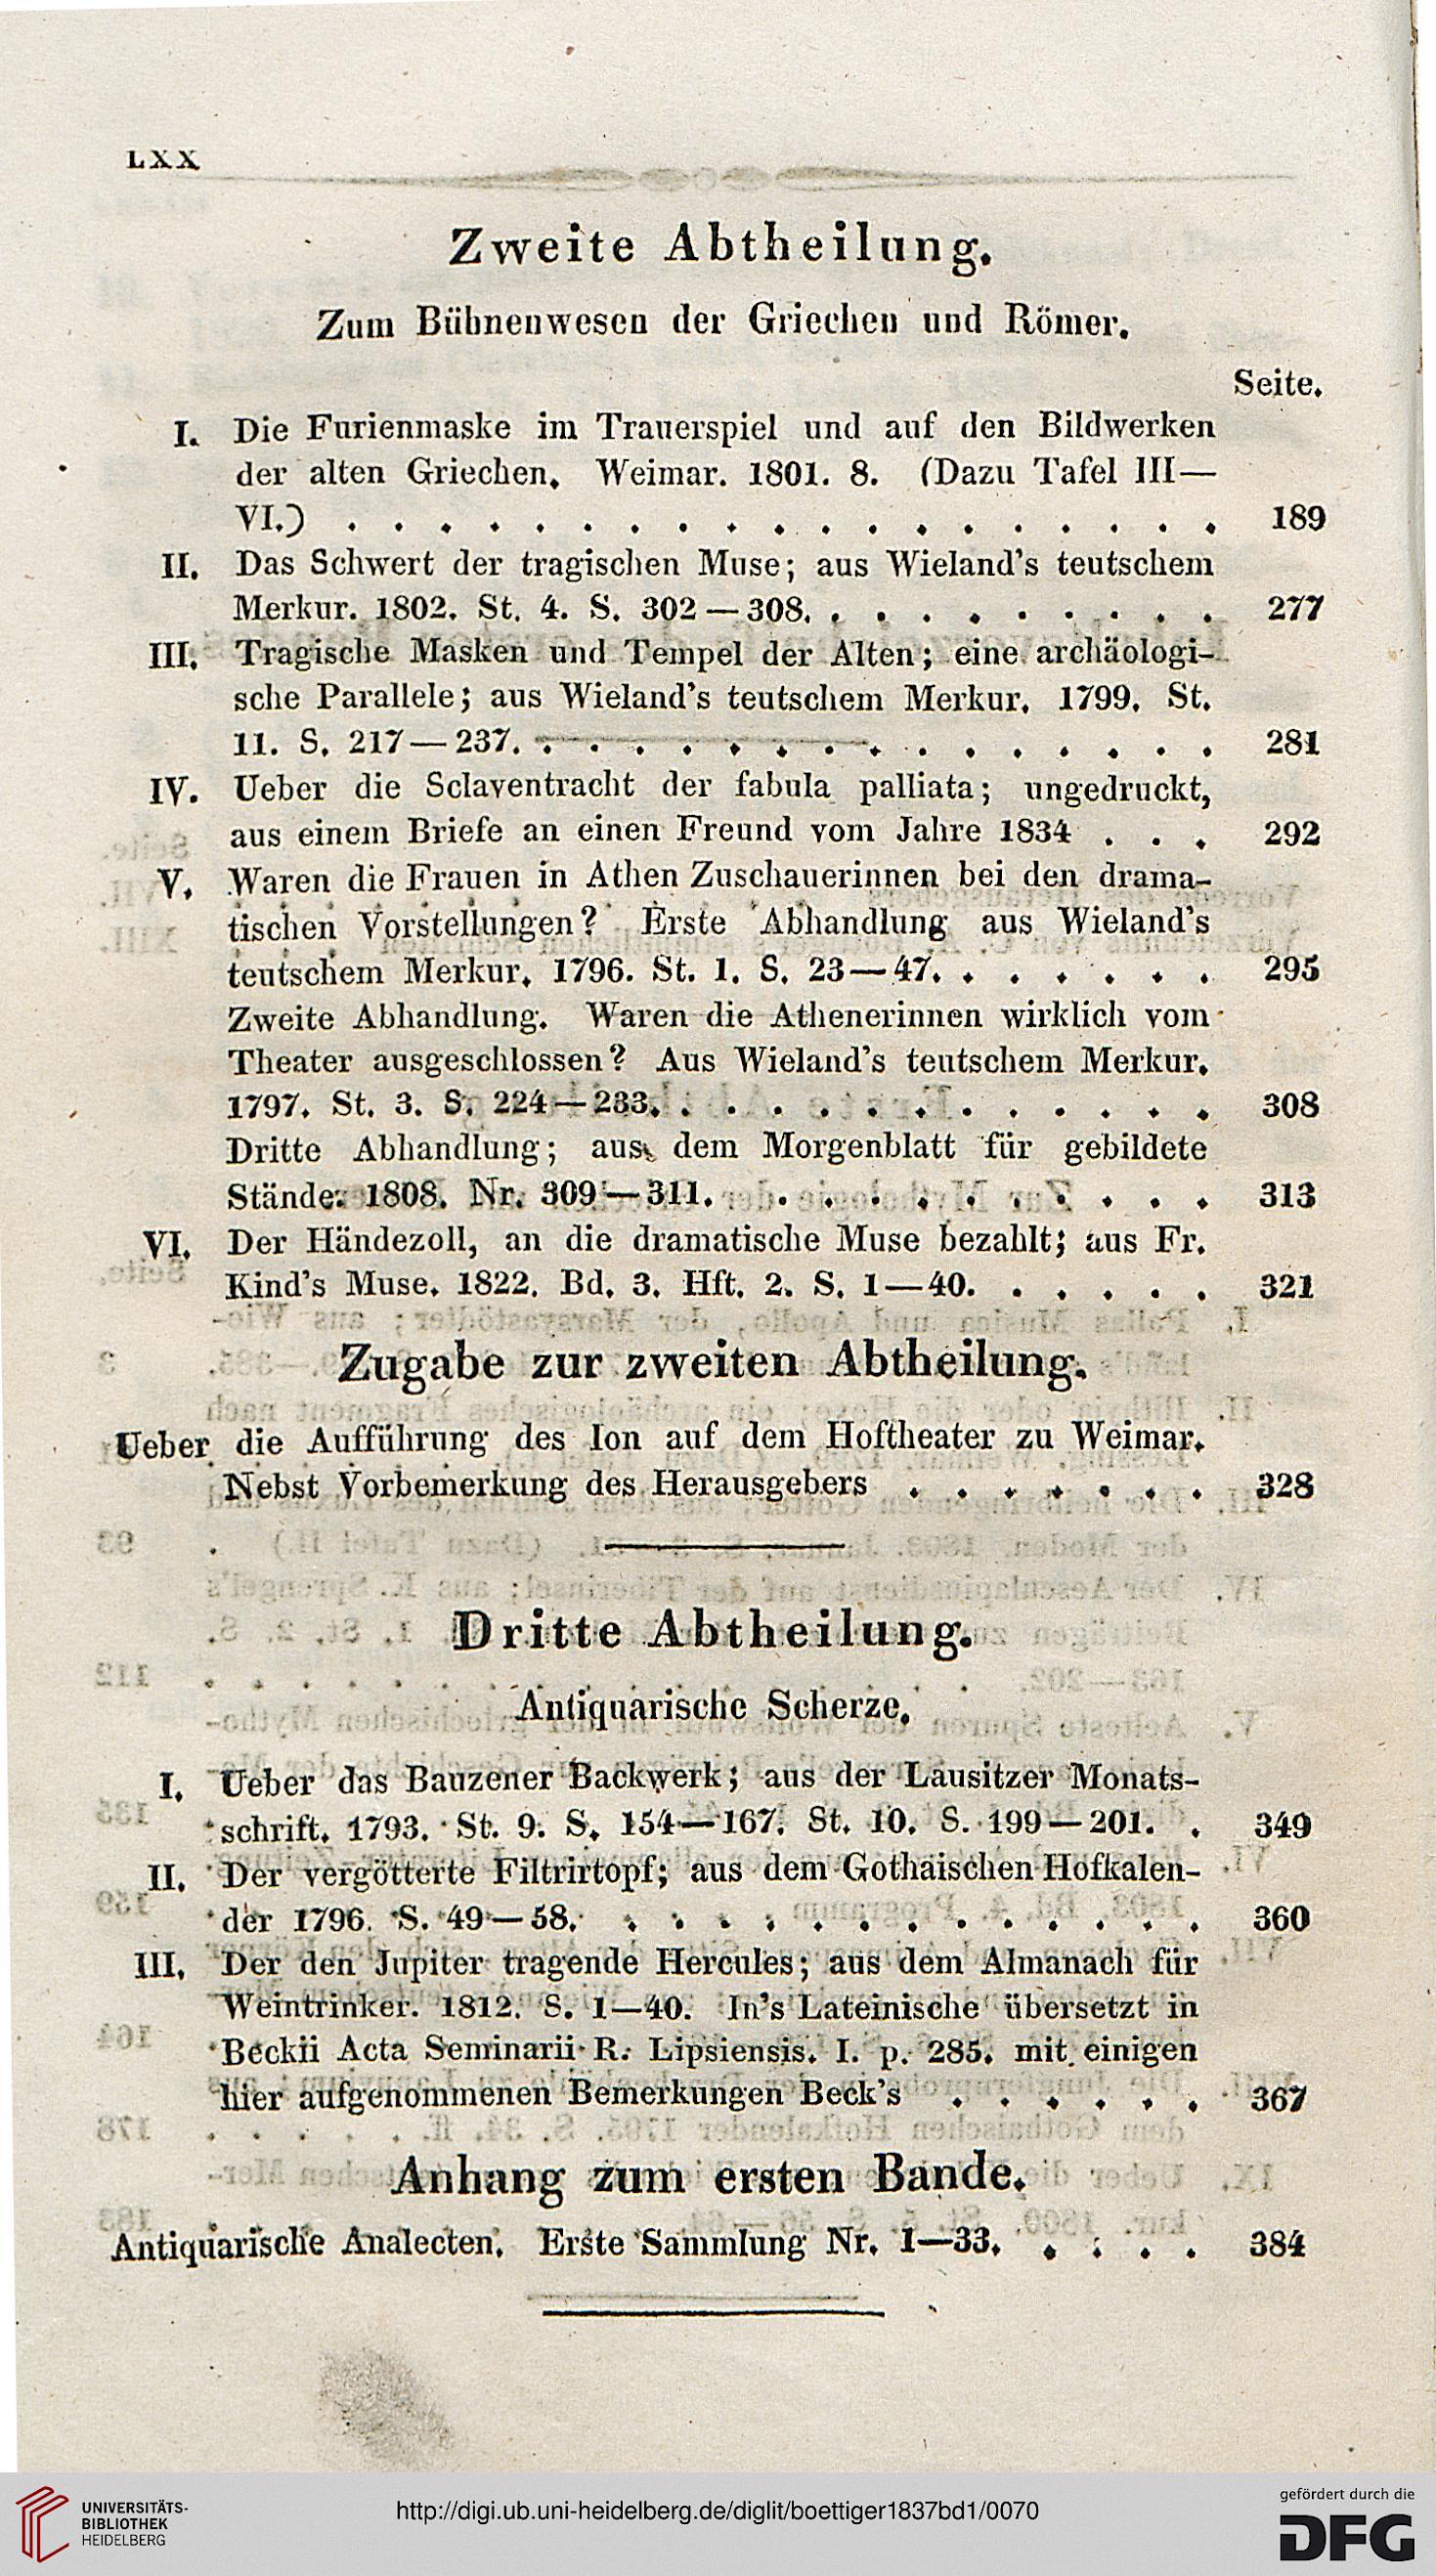 LXX
Zweite Abtheilung.
Zum Bühnenwesen der Griechen und Römer.
Seite.
I. Die Furienmaske im Trauerspiel und auf den Bildwerken
der alten Griechen. Weimar. 1801. 8. (Dazu Tafel III—
VI.) . . . . . . . . . . . . . . . . . . . 189
II. Das Schwert der tragischen Muse; aus Wieland's teutschem
Merkur. 1802. St. 4. S. 302—308. . . . . . . . . . 277
III. Tragische Masken und Tempel der Alten; eine archäologi-
sche Parallele; aus Wieland's teutschem Merkur. 1799. St.
11. S. 217—237. . . . . . . . . . . . . . . . 281
IV. Ueber die Sclaventracht der fabula palliata; ungedruckt,
aus einem Briefe an einen Freund vom Jahre 1834 . . . 292
V. Waren die Frauen in Athen Zuschauerinnen bei den drama-
tischen Vorstellungen? Erste Abhandlung aus Wieland's
teutschem Merkur. 1796. St. 1. S. 23—47. . . . . . . 295
Zweite Abhandlung. Waren die Athenerinnen wirklich vom
Theater ausgeschlossen? Aus Wieland's teutschem Merkur.
1797. St. 3. S. 224—233. . . . . . . . . . . . . 308
Dritte Abhandlung; aus dem Morgenblatt für gebildete
Stände. 1808. Nr. 309—311. . . . . . . . . . . 313
VI. Der Händezoll, an die dramatische Muse bezahlt; aus Fr.
Kind's Muse. 1822. Bd. 3. Hft. 2. S. 1—40. . . . . . 321
Zugabe zur zweiten Abtheilung.
Ueber die Aufführung des Ion auf dem Hoftheater zu Weimar.
Nebst Vorbemerkung des Herausgebers . . . . . . . 328
Dritte Abtheilung.
Antiquarische Scherze.
I. Ueber das Bauzener Backwerk; aus der Lausitzer Monats-
schrift. 1793. St. 9. S. 154—167. St. 10. S. 199—201. . 349
II. Der vergötterte Filtrirtopf; aus dem Gothaischen Hofkalen-
der 1796. S. 49—58. . . . . . . . . . . . . . 360
III. Der den Jupiter tragende Hercules; aus dem Almanach für
Weintrinker. 1812. S. 1—40. In's Lateinische übersetzt in
Beckii Acta Seminarii R. Lipsiensis. I. p. 285. mit einigen
hier aufgenommenen Bemerkungen Beck's . . . . . . 367
Anhang zum ersten Bande.
Antiquarische Analecten. Erste Sammlung Nr. 1—33. . . . . 384
UNIVERSITÄTS-
BIBLIOTHEK
HEIDELBERG
http://digi.ub.uni-heidelberg.de/diglit/boettiger1837bd1/0070
gefördert durch die
DFG